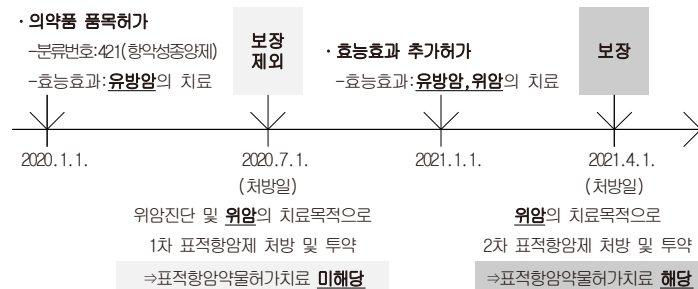 · 의약품 품목허가
-분류번호:421(항악성종양제)
-효능효과:유방암의 치료
보장
제외
· 효능효과 추가허가
-효능효과:유방암,위암의 치료
보장
2020.1.1.
2020.7.1.
(처방일)
위암진단 및 위암의 치료목적으로
1차 표적항암제 처방 및 투약
⇒표적항암약물허가치료 미해당
2021.1.1.
2021.4.1.
(처방일)
위암의 치료목적으로
2차 표적항암제 처방 및 투약
⇒표적항암약물허가치료 해당